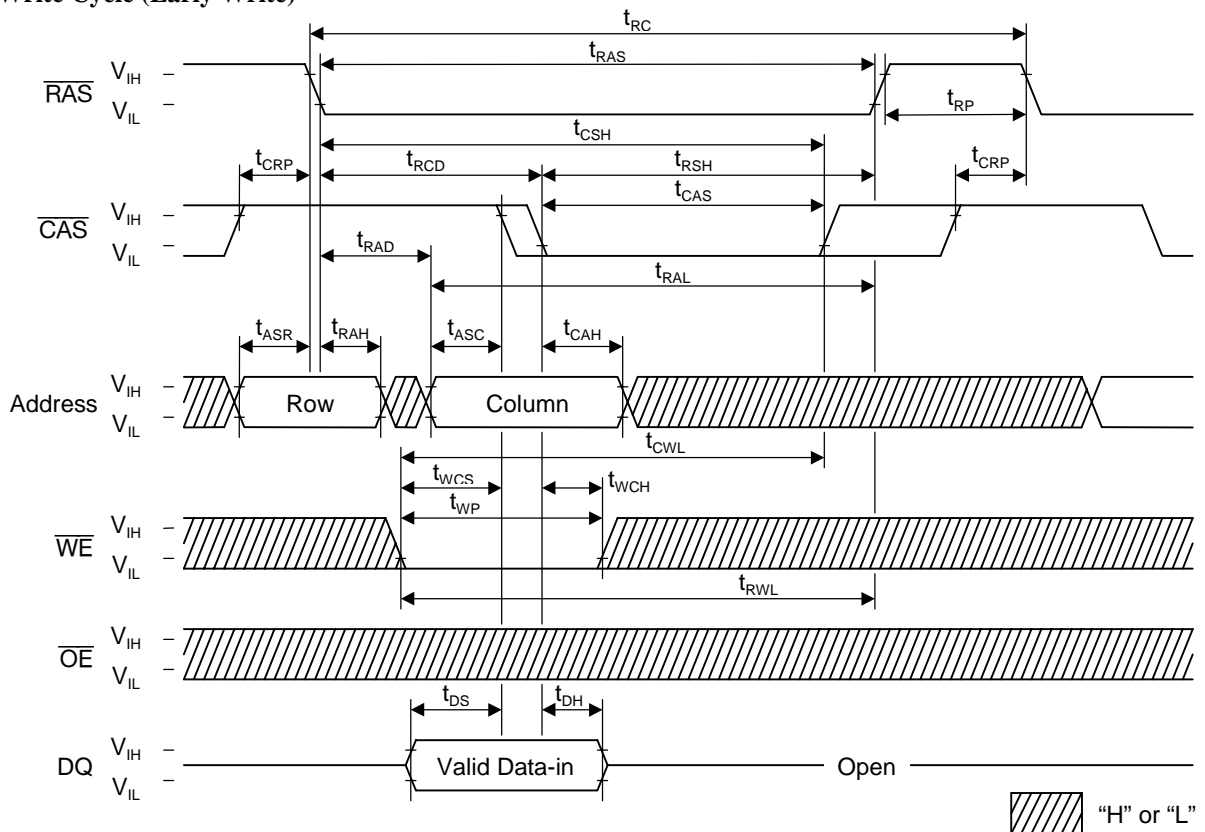 Write Cycle (Early Write)
tRC
tRAS
RAS
VIH
VIL
tRP
tCSH
tCRP
tRCD
tRSH
tCRP
tCAS
CAS
VIH
VIL
tRAD
tRAL
tASR
tRAH
tASC
tCAH
Address
VIH
VIL
Row
Column
tCWL
tWCS
tWCH
tWP
WE
VIH
VIL
tRWL
OE
VIH
VIL
tDS
tDH
DQ
VIH
VIL
Valid Data-in
Open
“H” or “L”